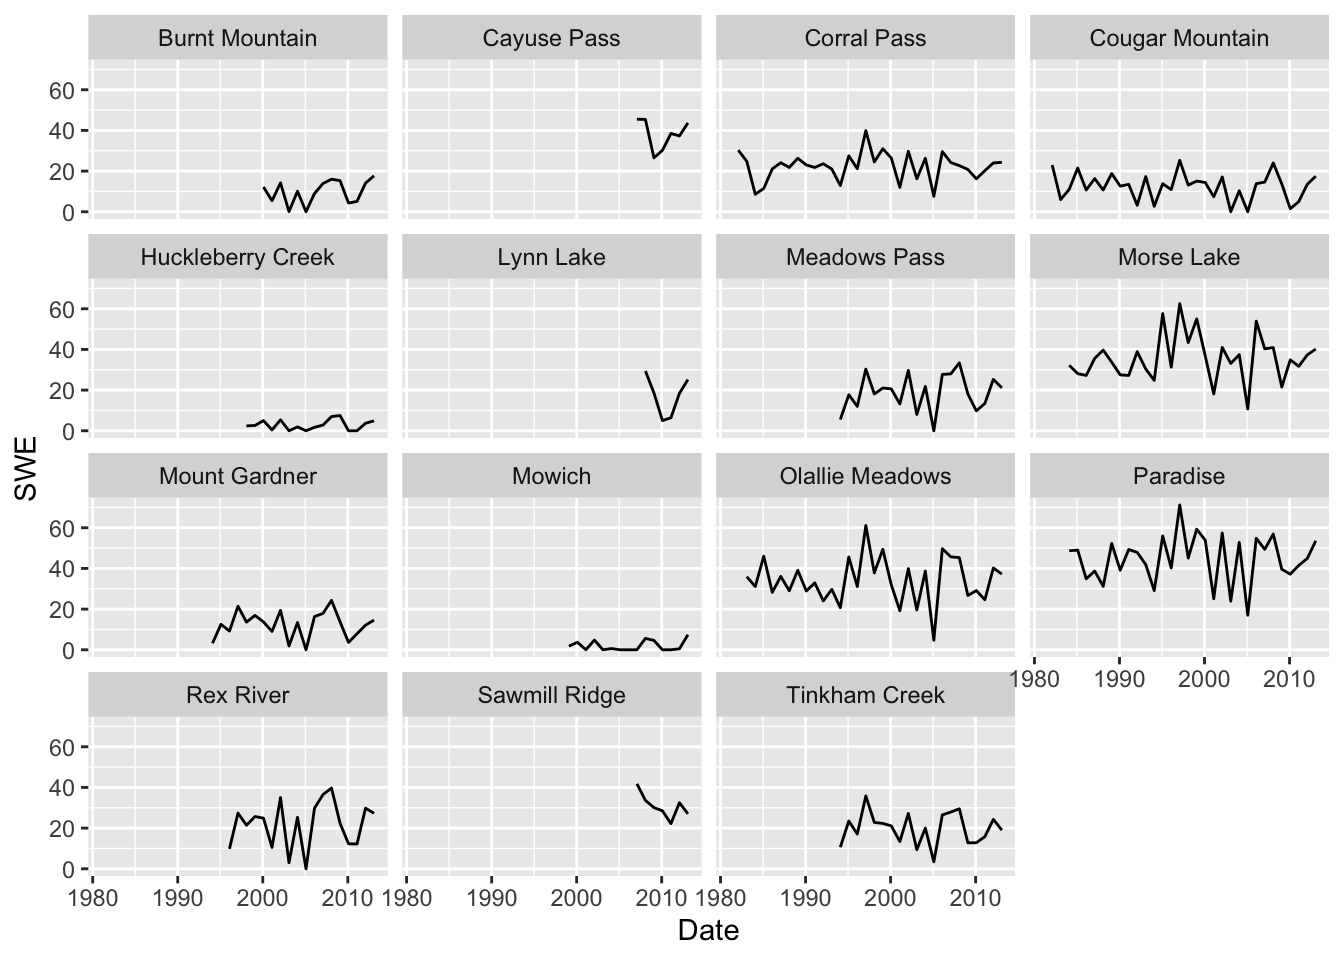 Burnt Mountain Cayuse Pass Corral Pass Cougar Mountain
60
40
20
0
Huckleberry Creek Lynn Lake Meadows Pass Morse Lake
60
40
20
0
SWE
Mount Gardner Mowich Olallie Meadows Paradise
60
40
20
0
1980 1990 2000 2010
Rex River Sawmill Ridge Tinkham Creek
60
40
20
0
1980 1990 2000 2010 1980 1990 2000 2010 1980 1990 2000 2010
Date